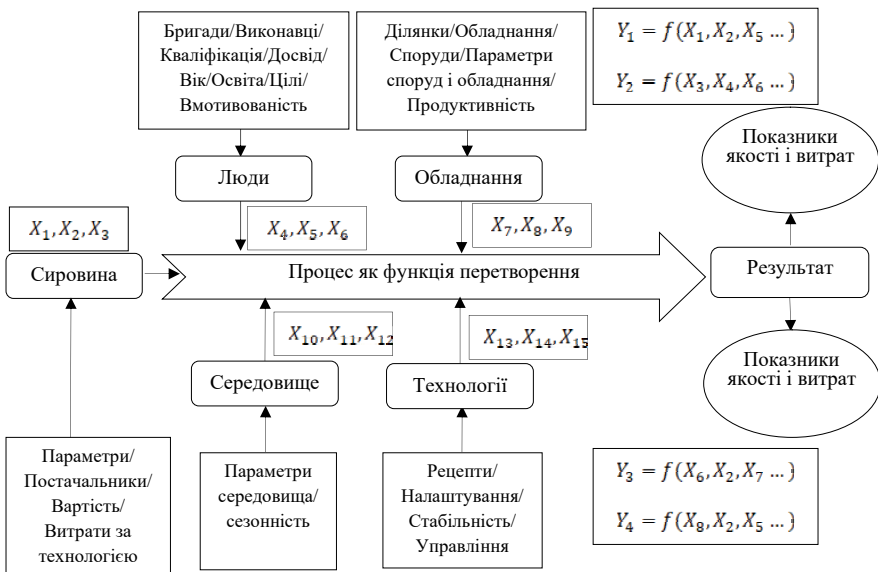 Бригади/Виконавці/
Кваліфікація/Досвід/
Вік/Освіта/Цілі/
Вмотивованість
Ділянки/Обладнання/
Споруди/Параметри
споруд і обладнання/
Продуктивність
Y₁ = f(X₁, X₂, X₅ …)
Y₂ = f(X₃, X₄, X₆ …)
Показники
якості і витрат
Люди
Обладнання
X₁, X₂, X₃
X₄, X₅, X₆
X₇, X₈, X₉
Сировина
Процес як функція перетворення
Результат
X₁₀, X₁₁, X₁₂
X₁₃, X₁₄, X₁₅
Середовище
Технології
Показники
якості і витрат
Параметри/
Постачальники/
Вартість/
Витрати за
технологією
Параметри
середовища/
сезонність
Рецепти/
Налаштування/
Стабільність/
Управління
Y₃ = f(X₆, X₂, X₇ …)
Y₄ = f(X₈, X₂, X₅ …)